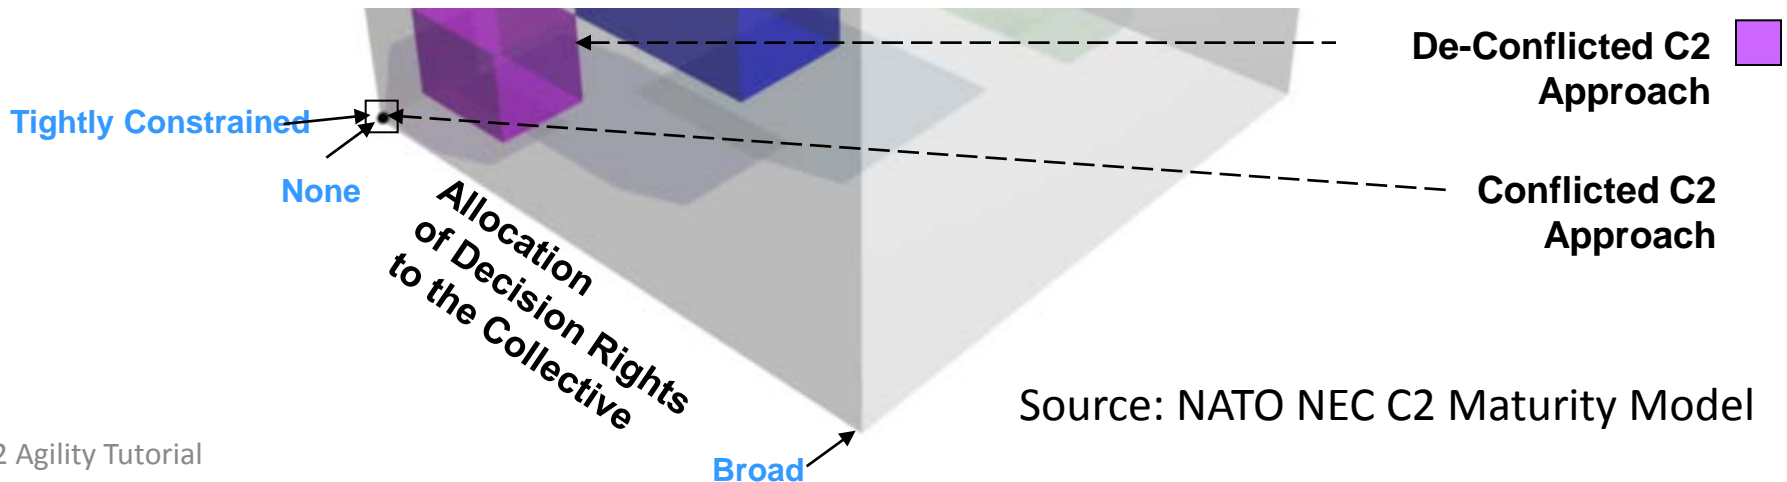 De-Conflicted C2
Approach
Tightly Constrained
None
Conflicted C2
Approach
Allocation
of Decision Rights
to the Collective
Source: NATO NEC C2 Maturity Model
2 Agility Tutorial
Broad